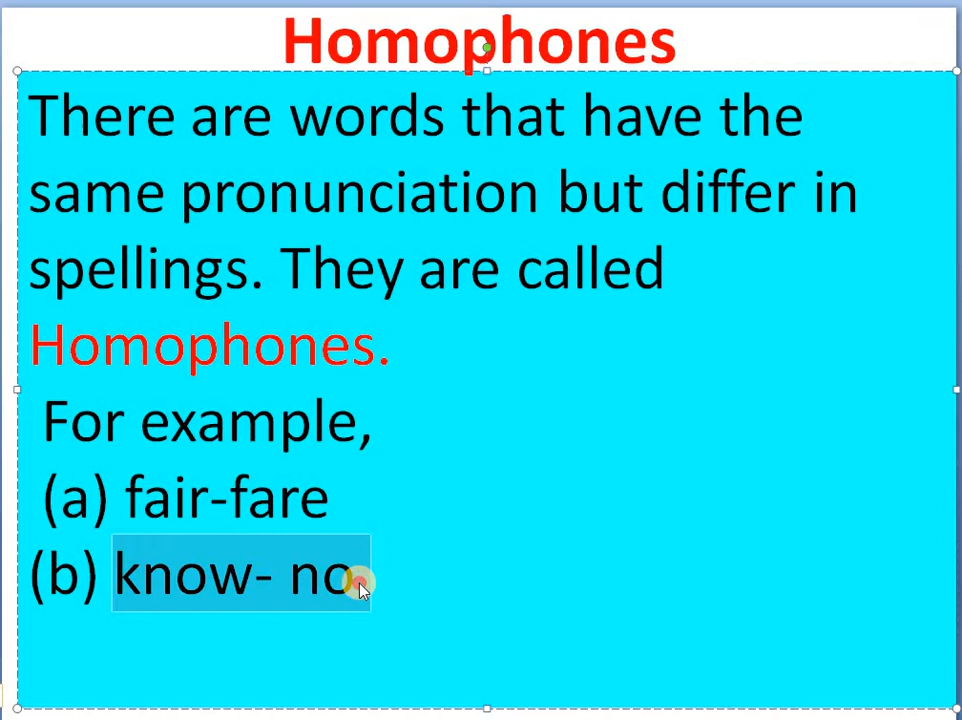 Homophones
There are words that have the
same pronunciation but differ in
spellings. They are called
Homophones.
For example,
(a) fair-fare
(b) know- no